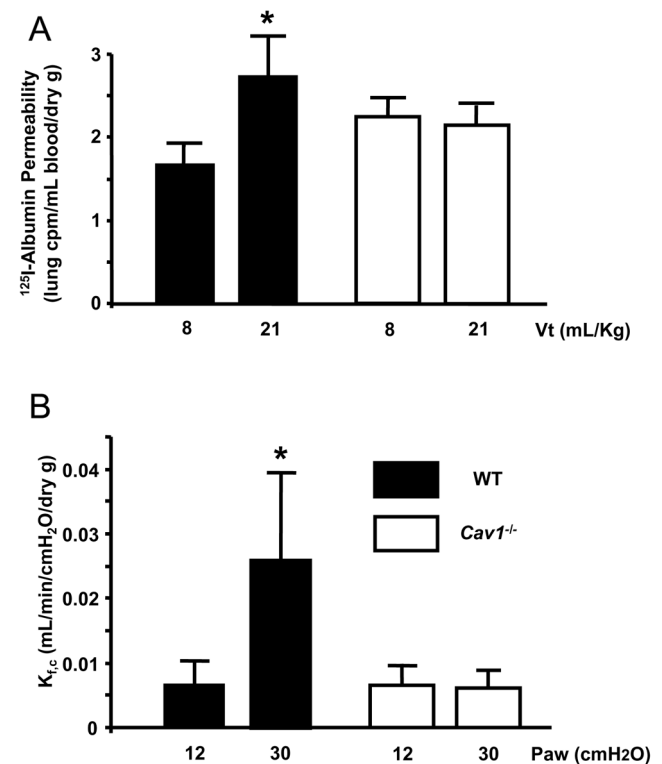 A
*
¹²⁵I-Albumin Permeability
(lung cpm/mL blood/dry g)
3
2
1
0
8 21 8 21 Vt (mL/Kg)
B
*
K_f,c (mL/min/cmH₂O/dry g)
0.04
0.03
0.02
0.01
0
WT
Cav1⁻/⁻
12 30 12 30 Paw (cmH2O)